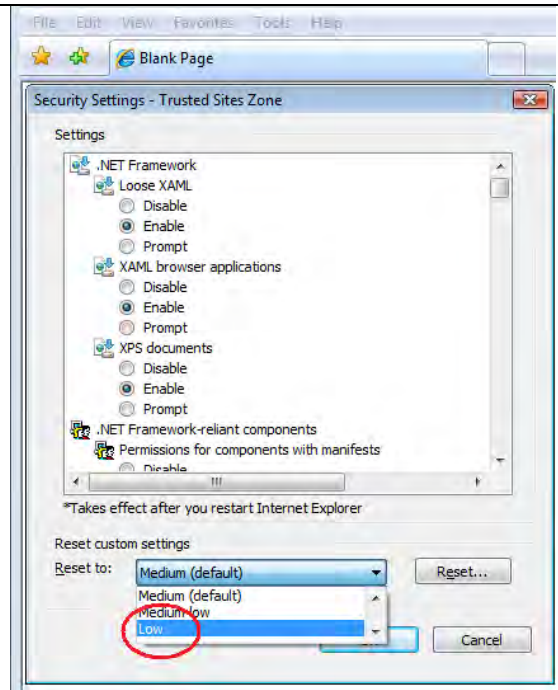 File Edit View Favorites Tools Help
Blank Page
Security Settings - Trusted Sites Zone
Settings
.NET Framework
Loose XAML
Disable
Enable
Prompt
XAML browser applications
Disable
Enable
Prompt
XPS documents
Disable
Enable
Prompt
.NET Framework-reliant components
Permissions for components with manifests
Disable
*Takes effect after you restart Internet Explorer
Reset custom settings
Reset to: Medium (default) Reset...
Medium (default)
Medium low
Low
Cancel